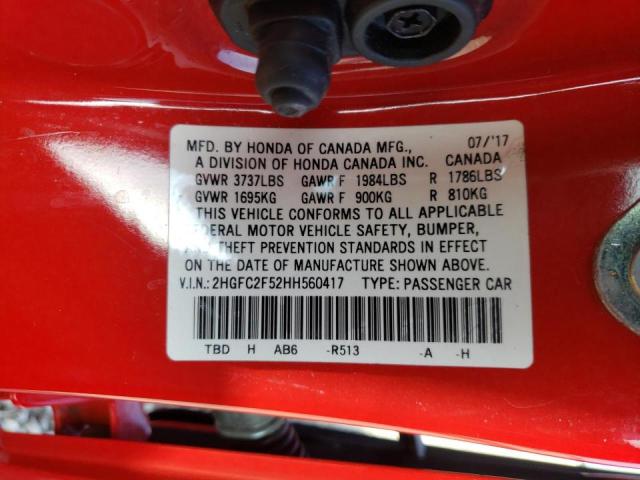 MFD. BY HONDA OF CANADA MFG., 07/'17
A DIVISION OF HONDA CANADA INC. CANADA
GVWR 3737LBS GAWR F 1984LBS R 1786LBS
GVWR 1695KG GAWR F 900KG R 810KG
THIS VEHICLE CONFORMS TO ALL APPLICABLE
FEDERAL MOTOR VEHICLE SAFETY, BUMPER,
AND THEFT PREVENTION STANDARDS IN EFFECT
ON THE DATE OF MANUFACTURE SHOWN ABOVE.
V.I.N.: 2HGFC2F52HH560417 TYPE: PASSENGER CAR
TBD H AB6 -R513 -A -H